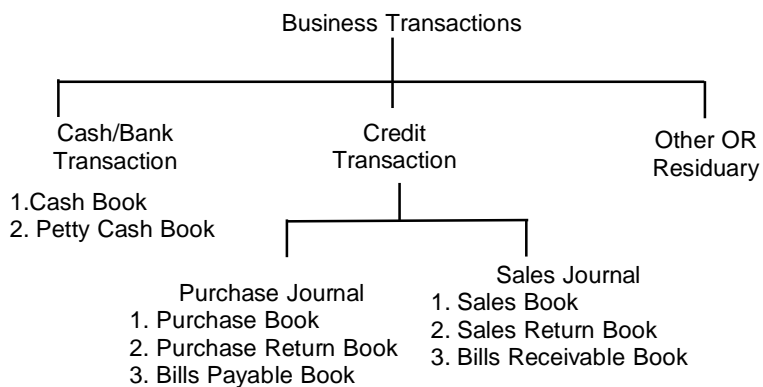 Business Transactions
Cash/Bank
Transaction
1.Cash Book
2. Petty Cash Book
Credit
Transaction
Other OR
Residuary
Purchase Journal
1. Purchase Book
2. Purchase Return Book
3. Bills Payable Book
Sales Journal
1. Sales Book
2. Sales Return Book
3. Bills Receivable Book